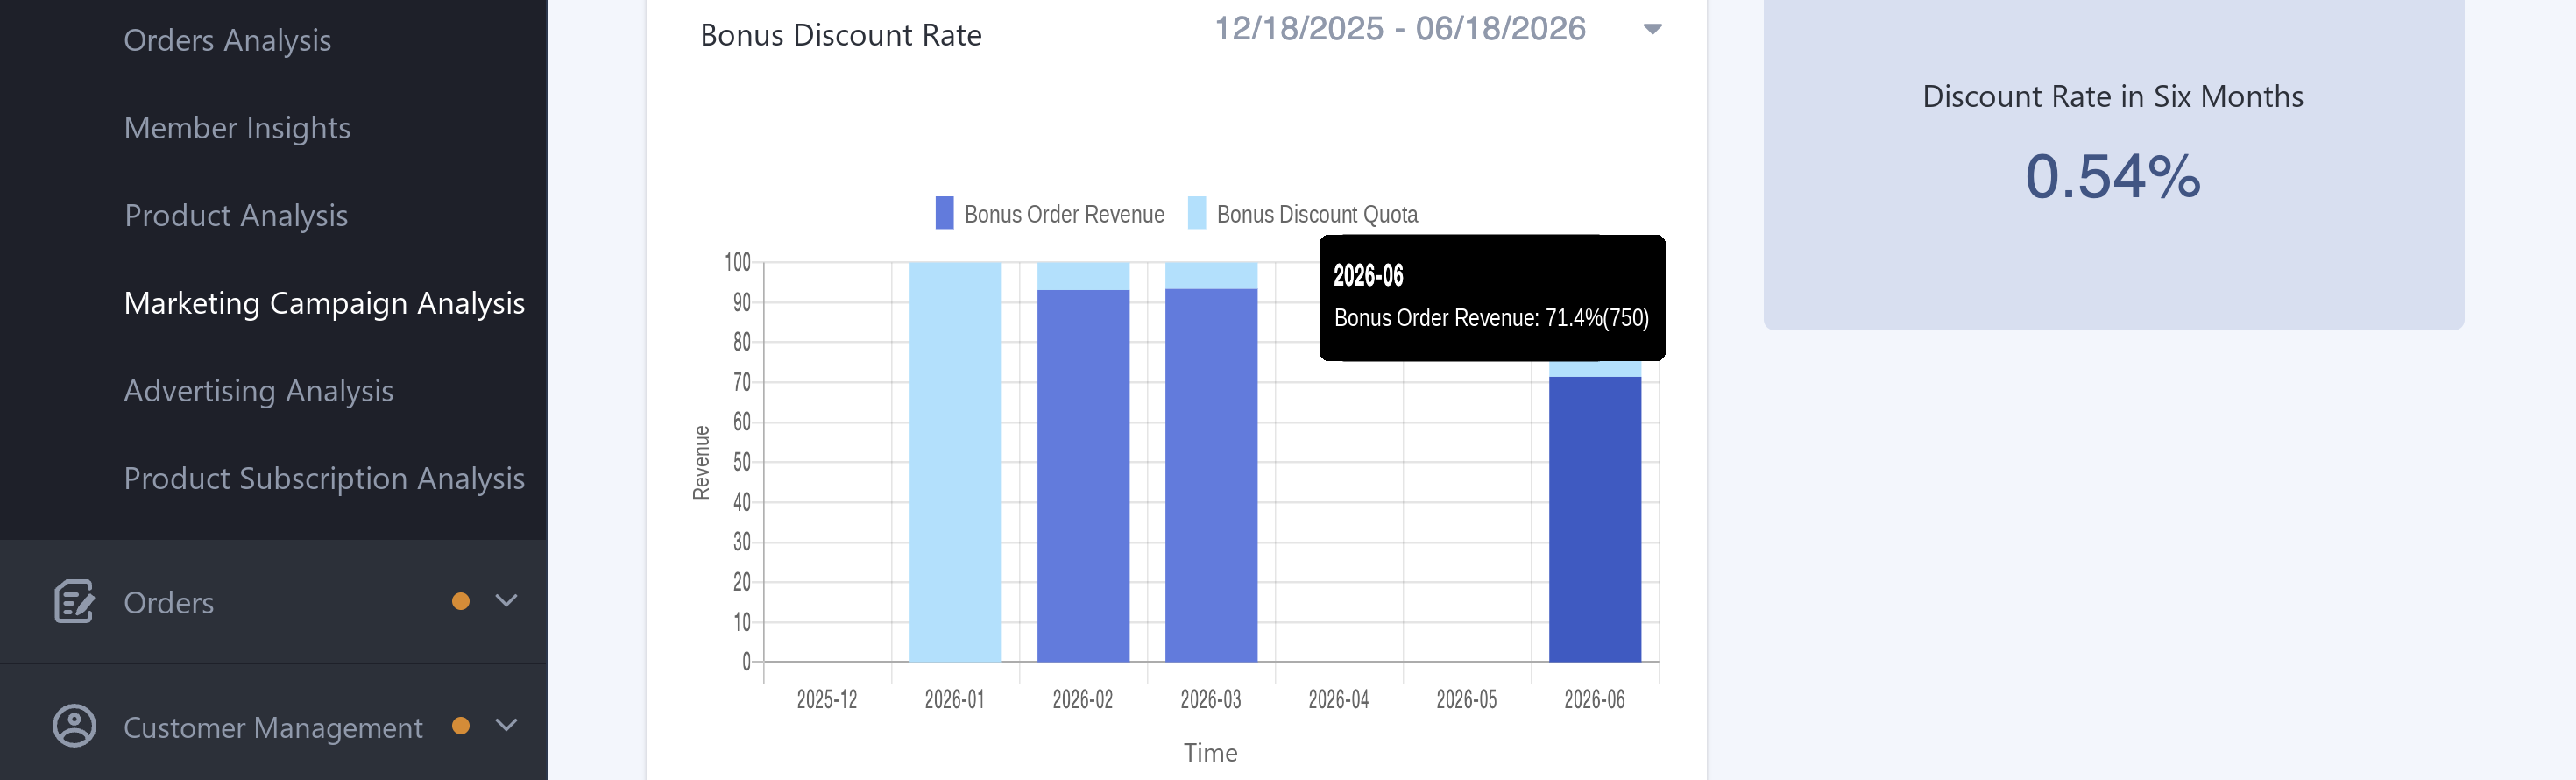 Orders Analysis
Member Insights
Product Analysis
Marketing Campaign Analysis
Advertising Analysis
Product Subscription Analysis
Orders
Customer Management
Bonus Discount Rate
12/18/2025 - 06/18/2026
Bonus Order Revenue
Bonus Discount Quota
2026-06
Bonus Order Revenue: 71.4%(750)
Revenue
100
90
80
70
60
50
40
30
20
10
0
2025-12
2026-01
2026-02
2026-03
2026-04
2026-05
2026-06
Time
Discount Rate in Six Months
0.54%